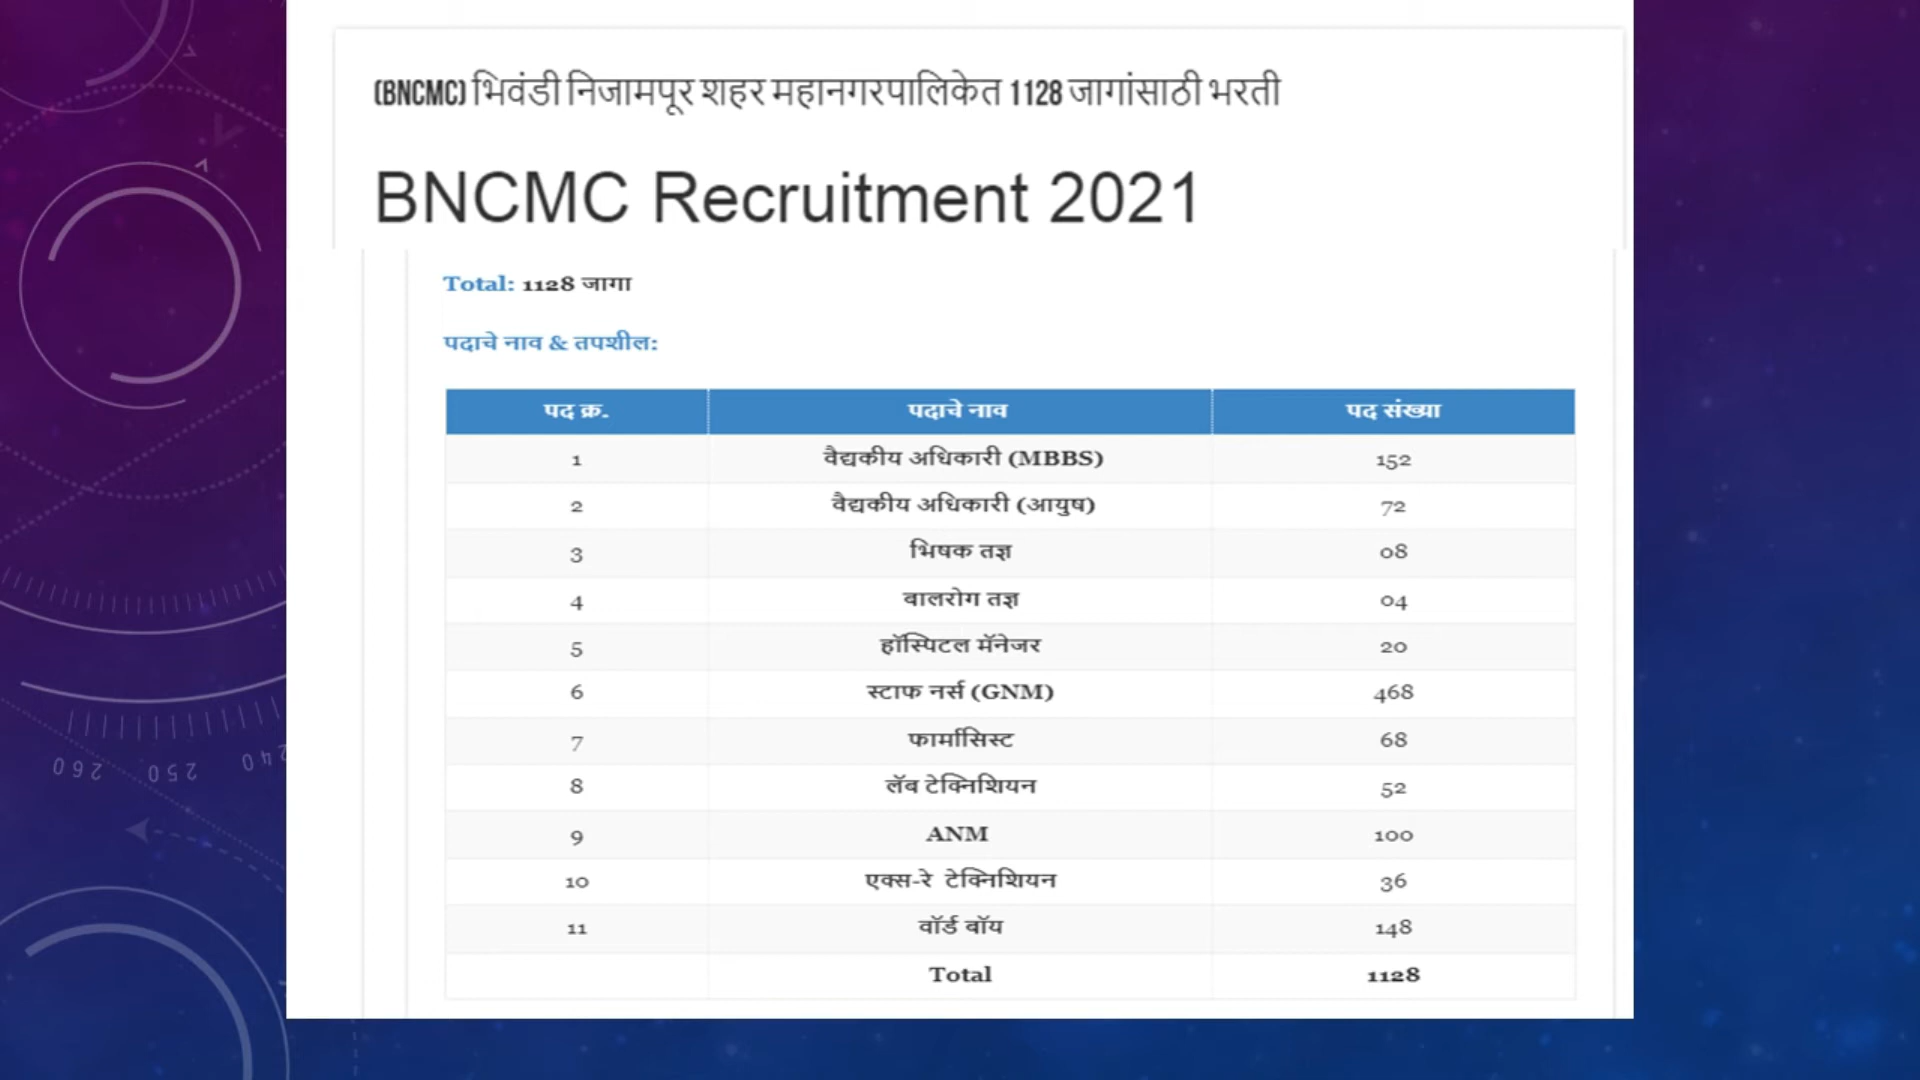 (BNCMC) भिवंडी निजामपूर शहर महानगरपालिकेत 1128 जागांसाठी भरती
BNCMC Recruitment 2021
Total: 1128 जागा
पदाचे नाव & तपशील:
पद क्र. पदाचे नाव पद संख्या
1 वैद्यकीय अधिकारी (MBBS) 152
2 वैद्यकीय अधिकारी (आयुष) 72
3 भिषक तज्ञ 08
4 बालरोग तज्ञ 04
5 हॉस्पिटल मॅनेजर 20
6 स्टाफ नर्स (GNM) 468
7 फार्मासिस्ट 68
8 लॅब टेक्निशियन 52
9 ANM 100
10 एक्स-रे टेक्निशियन 36
11 वॉर्ड बॉय 148
Total 1128
260 250 240